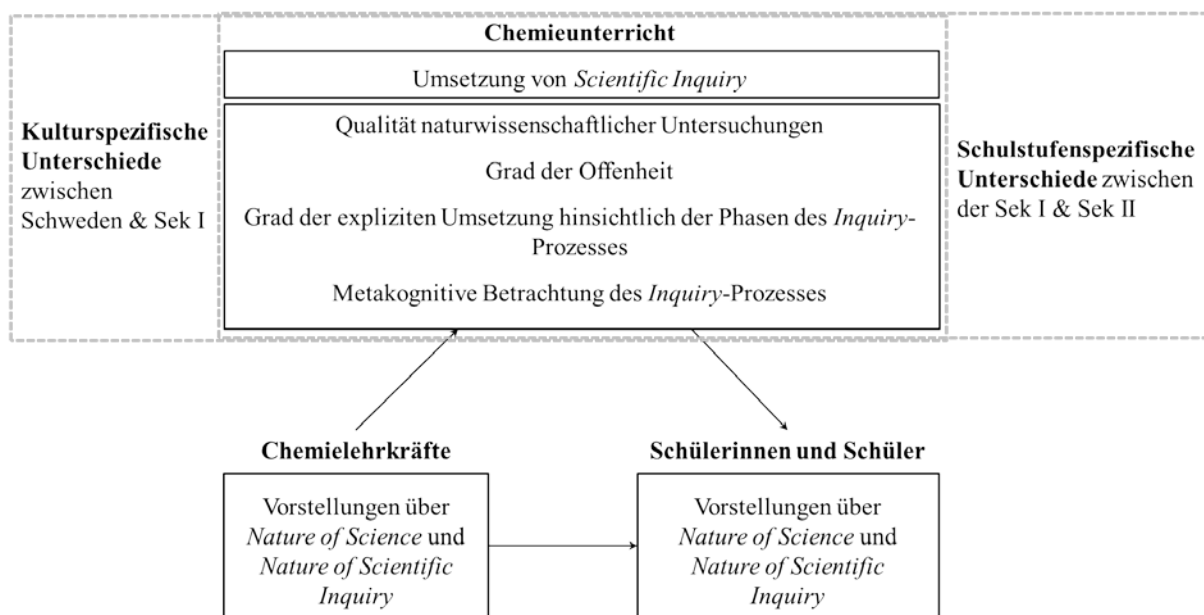 Chemieunterricht
Umsetzung von Scientific Inquiry
Kulturspezifische
Unterschiede
zwischen
Schweden & Sek I
Qualität naturwissenschaftlicher Untersuchungen
Grad der Offenheit
Grad der expliziten Umsetzung hinsichtlich der Phasen des Inquiry-
Prozesses
Metakognitive Betrachtung des Inquiry-Prozesses
Schulstufenspezifische
Unterschiede zwischen
der Sek I & Sek II
Chemielehrkräfte
Vorstellungen über
Nature of Science und
Nature of Scientific
Inquiry
Schülerinnen und Schüler
Vorstellungen über
Nature of Science und
Nature of Scientific
Inquiry